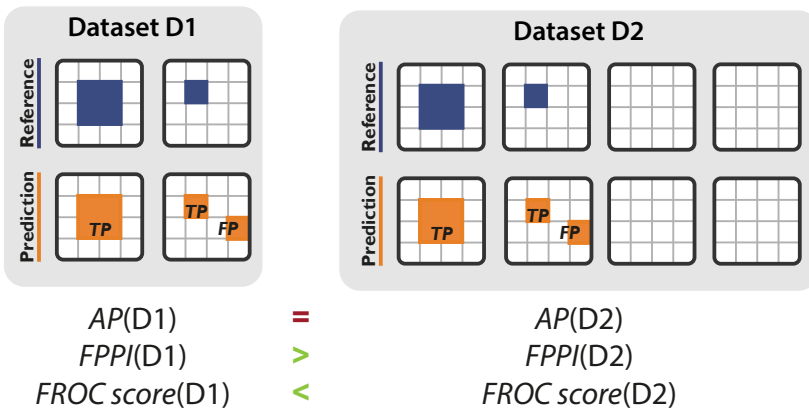 Dataset D1
Reference
Prediction
TP
TP
FP
Dataset D2
Reference
Prediction
TP
TP
FP
AP(D1) = AP(D2)
FPPI(D1) > FPPI(D2)
FROC score(D1) < FROC score(D2)